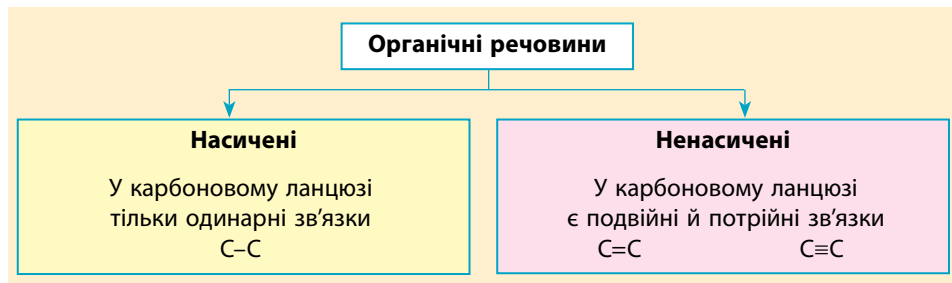 Органічні речовини
Насичені
У карбоновому ланцюзі
тільки одинарні зв'язки
C–C
Ненасичені
У карбоновому ланцюзі
є подвійні й потрійні зв'язки
C=C C≡C